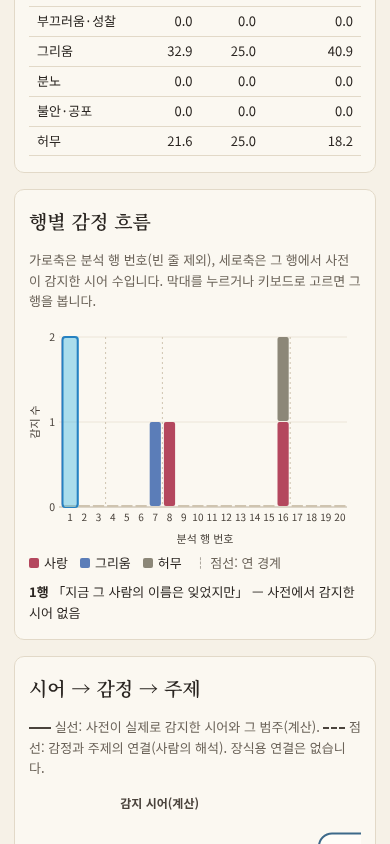 부끄러움·성찰 0.0 0.0 0.0
그리움 32.9 25.0 40.9
분노 0.0 0.0 0.0
불안·공포 0.0 0.0 0.0
허무 21.6 25.0 18.2
행별 감정 흐름
가로축은 분석 행 번호(빈 줄 제외), 세로축은 그 행에서 사전
이 감지한 시어 수입니다. 막대를 누르거나 키보드로 고르면 그
행을 봅니다.
2
1
0
감지 수
1 2 3 4 5 6 7 8 9 10 11 12 13 14 15 16 17 18 19 20
분석 행 번호
사랑 그리움 허무 점선: 연 경계
1행 「지금 그 사람의 이름은 잊었지만」 — 사전에서 감지한
시어 없음
시어 → 감정 → 주제
실선: 사전이 실제로 감지한 시어와 그 범주(계산). 점
선: 감정과 주제의 연결(사람의 해석). 장식용 연결은 없습니
다.
감지 시어(계산)